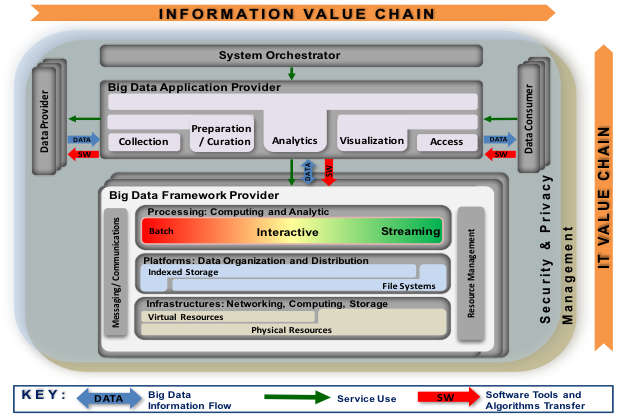 INFORMATION VALUE CHAIN
System Orchestrator
Big Data Application Provider
Collection
Preparation
/ Curation
Analytics
Visualization
Access
Data Provider
DATA
SW
Data Consumer
DATA
SW
DATA
SW
Big Data Framework Provider
Messaging/ Communications
Processing: Computing and Analytic
Batch
Interactive
Streaming
Platforms: Data Organization and Distribution
Indexed Storage
File Systems
Infrastructures: Networking, Computing, Storage
Virtual Resources
Physical Resources
Resource Management
Security & Privacy
Management
IT VALUE CHAIN
KEY:
DATA
Big Data
Information Flow
Service Use
SW
Software Tools and
Algorithms Transfer